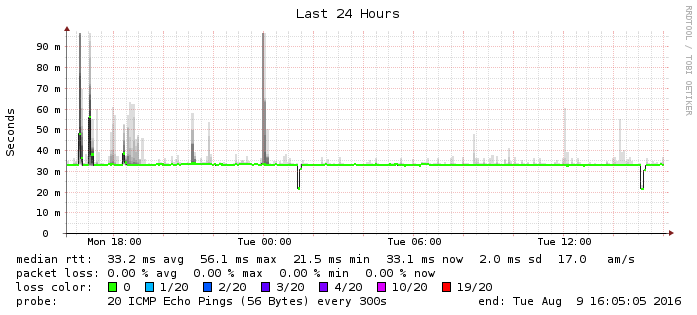 Last 24 Hours
RRDTOOL / TOBI OETIKER
Seconds
90 m
80 m
70 m
60 m
50 m
40 m
30 m
20 m
10 m
0
Mon 18:00 Tue 00:00 Tue 06:00 Tue 12:00
median rtt: 33.2 ms avg 56.1 ms max 21.5 ms min 33.1 ms now 2.0 ms sd 17.0 am/s
packet loss: 0.00 % avg 0.00 % max 0.00 % min 0.00 % now
loss color: 0 1/20 2/20 3/20 4/20 10/20 19/20
probe: 20 ICMP Echo Pings (56 Bytes) every 300s end: Tue Aug 9 16:05:05 2016